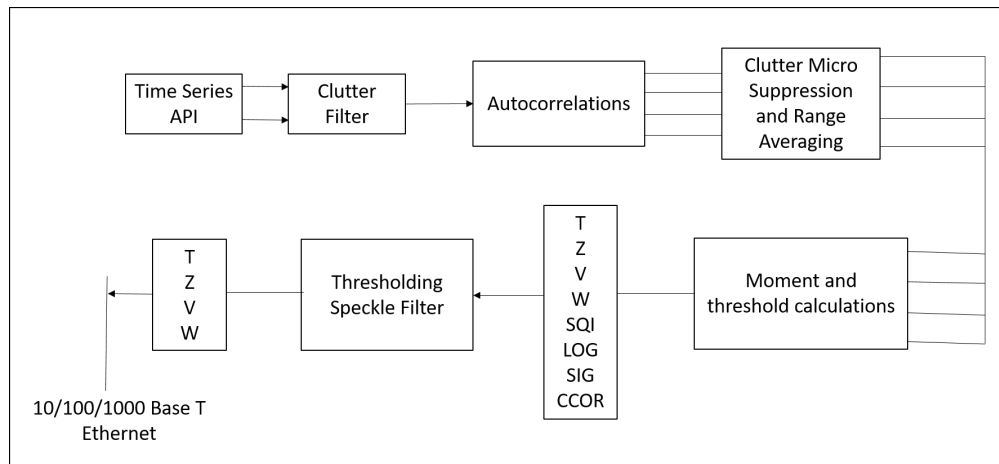 Time Series
API
Clutter
Filter
Autocorrelations
Clutter Micro
Suppression
and Range
Averaging
T
Z
V
W
Thresholding
Speckle Filter
T
Z
V
W
SQI
LOG
SIG
CCOR
Moment and
threshold calculations
10/100/1000 Base T
Ethernet